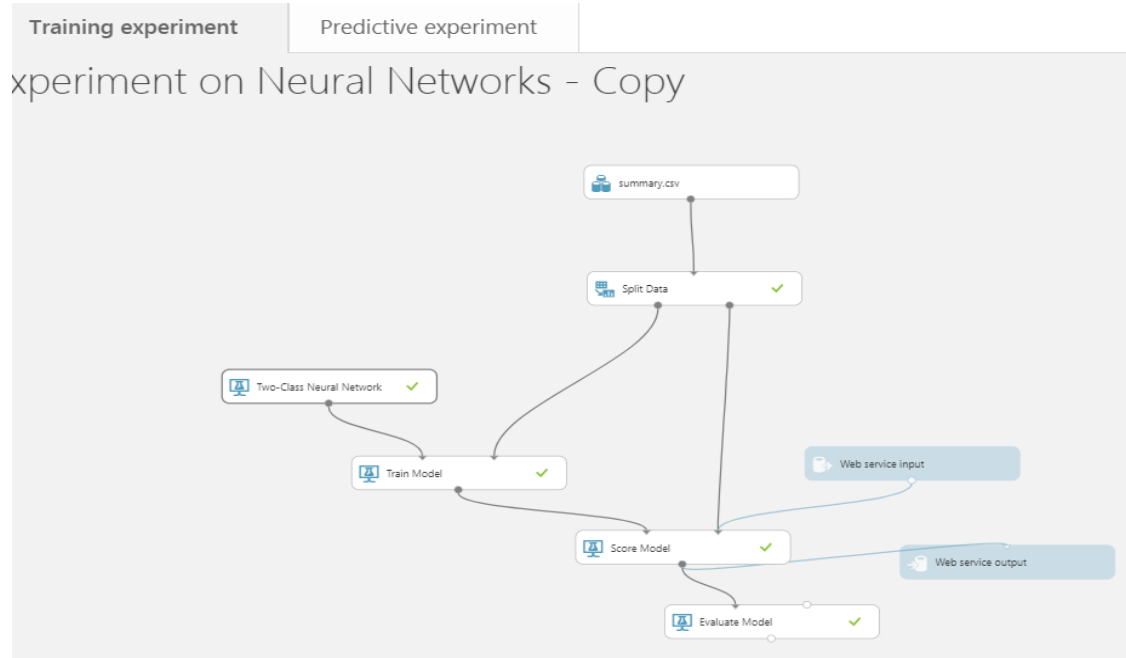 Training experiment
Predictive experiment
xperiment on Neural Networks - Copy
summary.csv
Split Data
Two-Class Neural Network
Train Model
Web service input
Score Model
Web service output
Evaluate Model